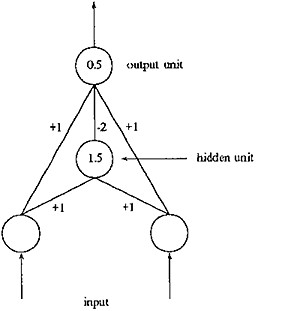 0.5 output unit
+1 -2 +1
1.5 hidden unit
+1 +1
input